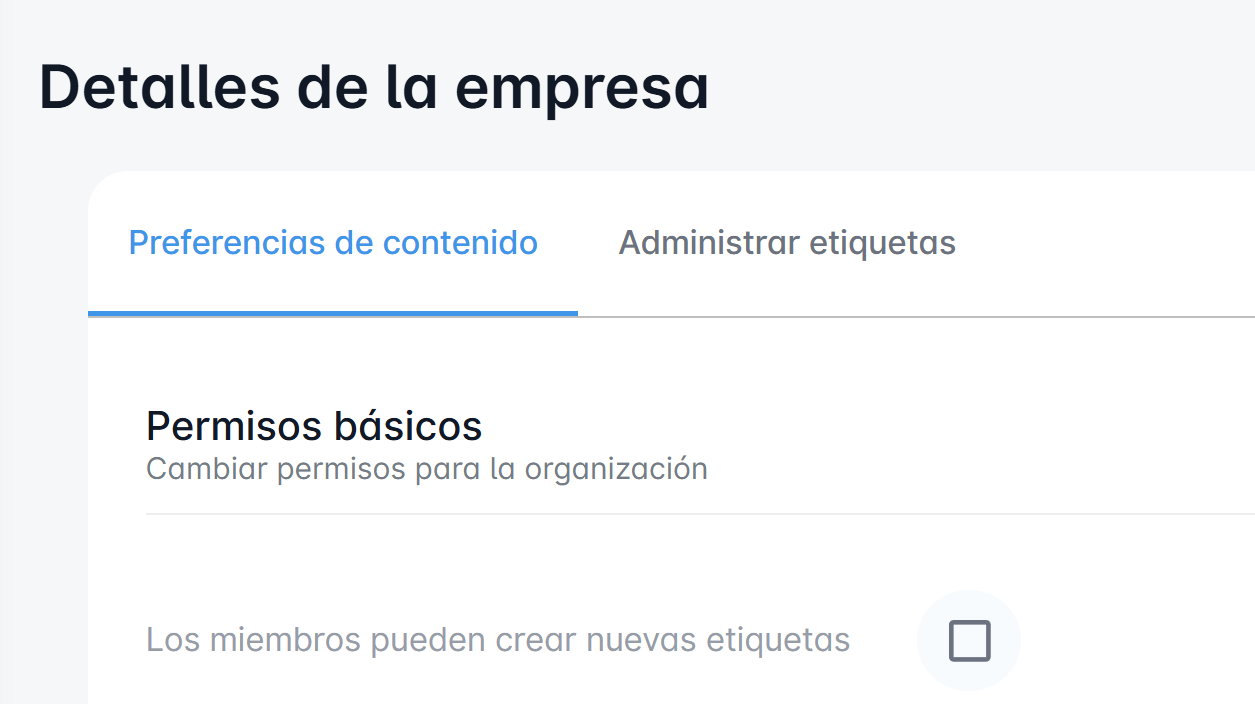 Detalles de la empresa
Preferencias de contenido
Administrar etiquetas
Permisos básicos
Cambiar permisos para la organización
Los miembros pueden crear nuevas etiquetas